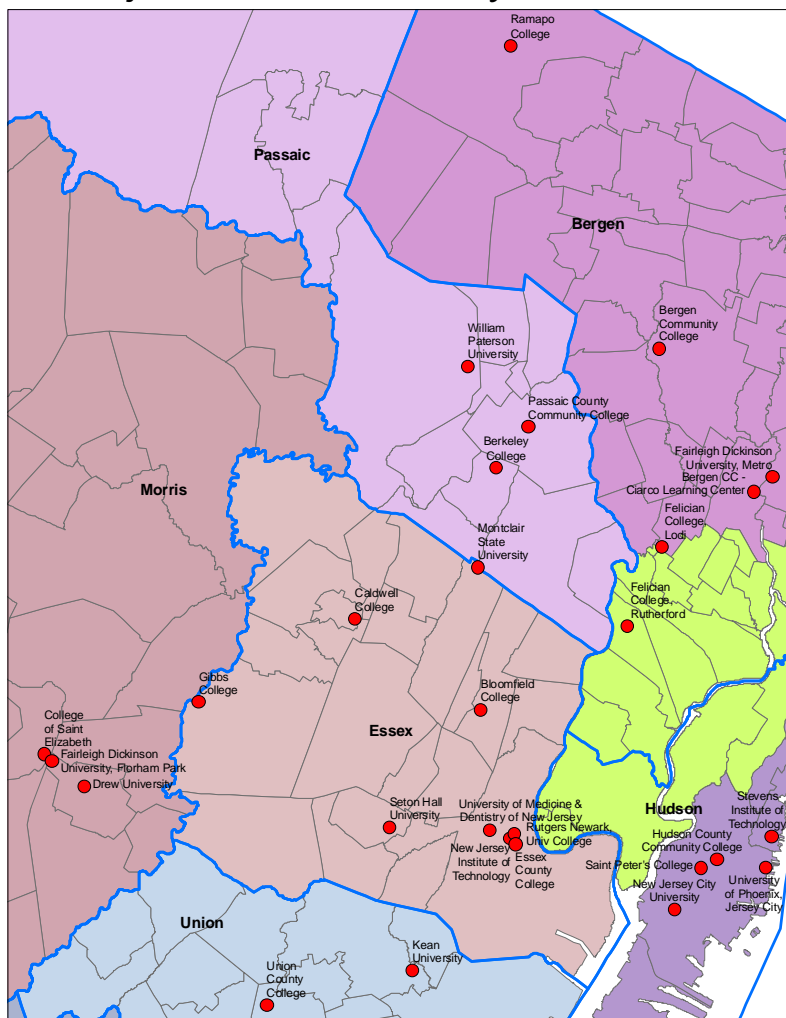 Ramapo
College
Passaic
Bergen
Bergen
Community
College
William
Paterson
University
Passaic County
Community College
Berkeley
College
Fairleigh Dickinson
University, Metro
Bergen CC -
Ciarco Learning Center
Morris
Felician
College,
Lodi
Montclair
State
University
Caldwell
College
Felician
College,
Rutherford
Gibbs
College
Bloomfield
College
College
of Saint
Elizabeth
Essex
Fairleigh Dickinson
University, Florham Park
Drew University
Seton Hall
University
University of Medicine &
Dentistry of New Jersey
Rutgers Newark,
Univ College
New Jersey
Institute of
Technology
Essex
County
College
Hudson
Stevens
Institute of
Technology
Hudson County
Community College
Saint Peter's College
New Jersey City
University
University
of Phoenix,
Jersey City
Union
Kean
University
Union
County
College